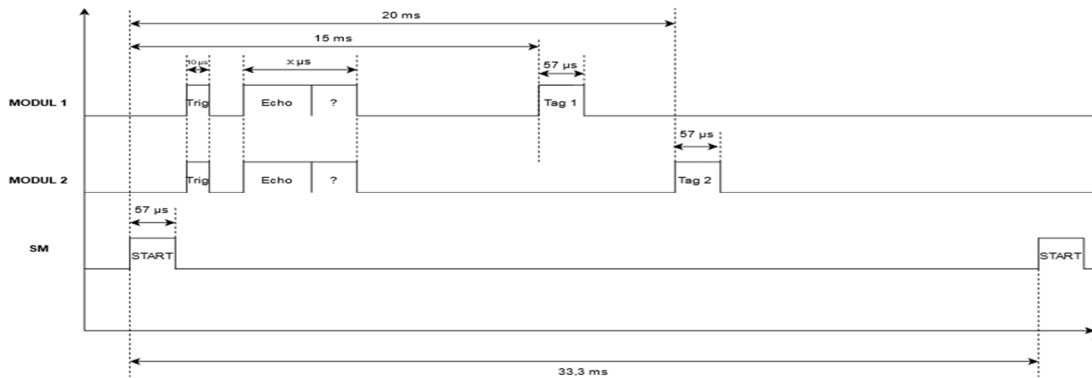 20 ms
15 ms
10 µs
x µs
57 µs
MODUL 1
Trig
Echo
?
Tag 1
57 µs
MODUL 2
Trig
Echo
?
Tag 2
57 µs
SM
START
START
33,3 ms